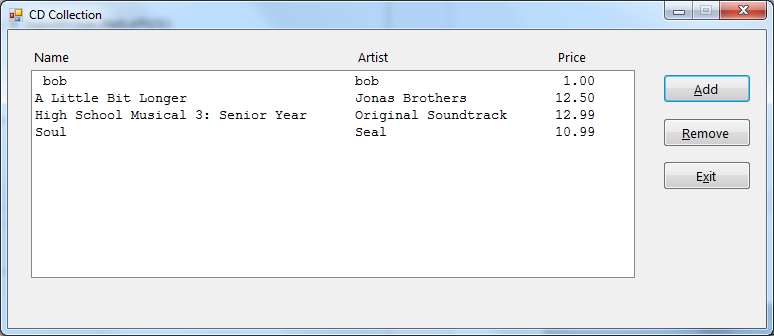 CD Collection
Name Artist Price
bob bob 1.00
A Little Bit Longer Jonas Brothers 12.50
High School Musical 3: Senior Year Original Soundtrack 12.99
Soul Seal 10.99
Add
Remove
Exit